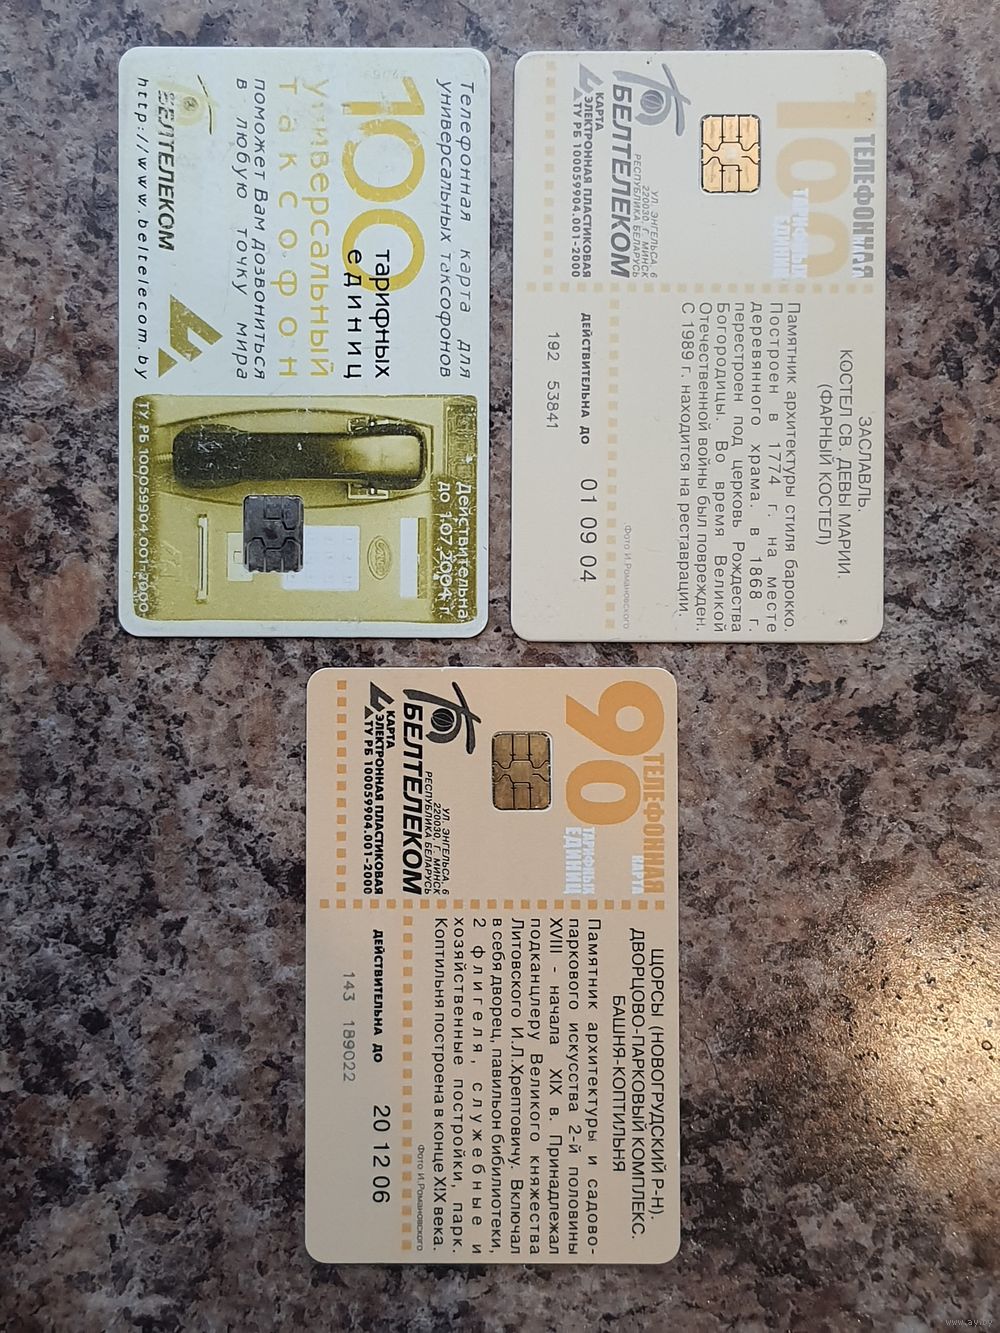 Телефонная карта для
универсальных таксофонов
100
тарифных
единиц
Универсальный
таксофон
поможет Вам дозвониться
в любую точку мира
БЕЛТЕЛЕКОМ
http://www.beltelecom.by
Действительна
до 1.07.2004 г.
ТУ РБ 100059904.001-2000
ТЕЛЕФОННАЯ
100
ТАРИФНЫХ
ЕДИНИЦ
УЛ. ЭНГЕЛЬСА, 6
220030, Г. МИНСК
РЕСПУБЛИКА БЕЛАРУСЬ
БЕЛТЕЛЕКОМ
КАРТА
ЭЛЕКТРОННАЯ ПЛАСТИКОВАЯ
ТУ РБ 100059904.001-2000
ЗАСЛАВЛЬ.
КОСТЕЛ СВ. ДЕВЫ МАРИИ.
(ФАРНЫЙ КОСТЕЛ)
Памятник архитектуры стиля барокко.
Построен в 1774 г. на месте
деревянного храма. в 1868 г.
перестроен под церковь Рождества
Богородицы. Во время Великой
Отечественной войны был поврежден.
С 1989 г. находится на реставрации.
Фото И.Романовского
ДЕЙСТВИТЕЛЬНА ДО 01 09 04
192 53841
ТЕЛЕФОННАЯ
КАРТА
90
ТАРИФНЫХ
ЕДИНИЦ
УЛ. ЭНГЕЛЬСА, 6
220030, Г. МИНСК
РЕСПУБЛИКА БЕЛАРУСЬ
БЕЛТЕЛЕКОМ
КАРТА
ЭЛЕКТРОННАЯ ПЛАСТИКОВАЯ
ТУ РБ 100059904.001-2000
ЩОРСЫ (НОВОГРУДСКИЙ Р-Н).
ДВОРЦОВО-ПАРКОВЫЙ КОМПЛЕКС.
БАШНЯ-КОПТИЛЬНЯ
Памятник архитектуры и садово-
паркового искусства 2-й половины
XVIII - начала XIX в. Принадлежал
подканцлеру Великого княжества
Литовского И.Л.Хрептовичу. Включал
в себя дворец, павильон бибилиотеки,
2 флигеля, служебные и
хозяйственные постройки, парк.
Коптильня построена в конце XIX века.
Фото И.Романовского
ДЕЙСТВИТЕЛЬНА ДО 20 12 06
143 189022
www.ay.by